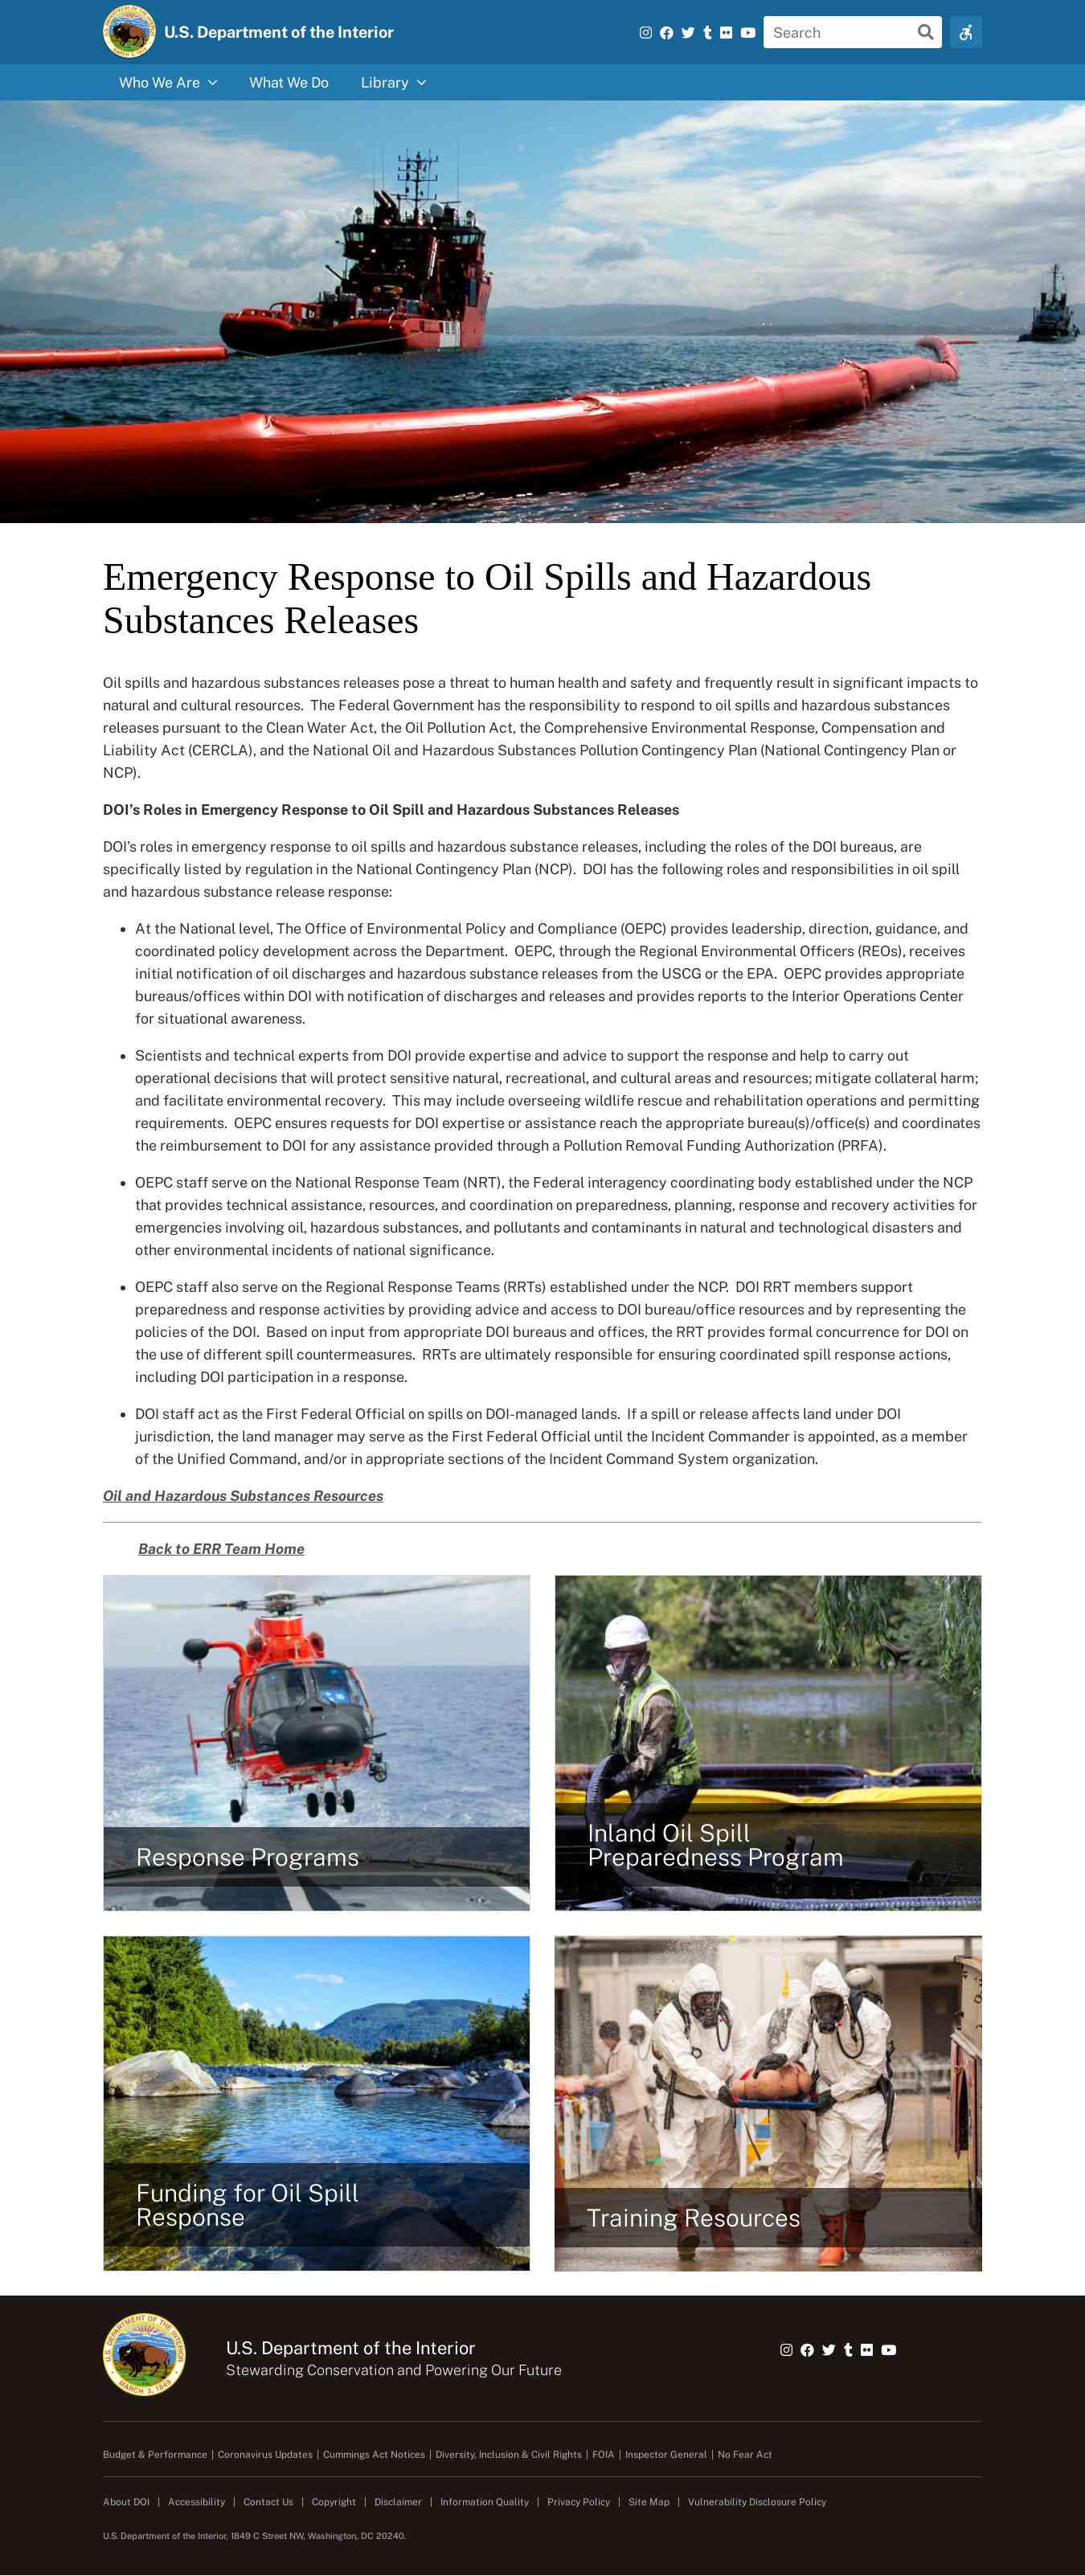 U.S. Department of the Interior
Search
Who We Are
What We Do
Library
Emergency Response to Oil Spills and Hazardous
Substances Releases
Oil spills and hazardous substances releases pose a threat to human health and safety and frequently result in significant impacts to
natural and cultural resources.  The Federal Government has the responsibility to respond to oil spills and hazardous substances
releases pursuant to the Clean Water Act, the Oil Pollution Act, the Comprehensive Environmental Response, Compensation and
Liability Act (CERCLA), and the National Oil and Hazardous Substances Pollution Contingency Plan (National Contingency Plan or
NCP).
DOI’s Roles in Emergency Response to Oil Spill and Hazardous Substances Releases
DOI’s roles in emergency response to oil spills and hazardous substance releases, including the roles of the DOI bureaus, are
specifically listed by regulation in the National Contingency Plan (NCP).  DOI has the following roles and responsibilities in oil spill
and hazardous substance release response:
• At the National level, The Office of Environmental Policy and Compliance (OEPC) provides leadership, direction, guidance, and
coordinated policy development across the Department.  OEPC, through the Regional Environmental Officers (REOs), receives
initial notification of oil discharges and hazardous substance releases from the USCG or the EPA.  OEPC provides appropriate
bureaus/offices within DOI with notification of discharges and releases and provides reports to the Interior Operations Center
for situational awareness.
• Scientists and technical experts from DOI provide expertise and advice to support the response and help to carry out
operational decisions that will protect sensitive natural, recreational, and cultural areas and resources; mitigate collateral harm;
and facilitate environmental recovery.  This may include overseeing wildlife rescue and rehabilitation operations and permitting
requirements.  OEPC ensures requests for DOI expertise or assistance reach the appropriate bureau(s)/office(s) and coordinates
the reimbursement to DOI for any assistance provided through a Pollution Removal Funding Authorization (PRFA).
• OEPC staff serve on the National Response Team (NRT), the Federal interagency coordinating body established under the NCP
that provides technical assistance, resources, and coordination on preparedness, planning, response and recovery activities for
emergencies involving oil, hazardous substances, and pollutants and contaminants in natural and technological disasters and
other environmental incidents of national significance.
• OEPC staff also serve on the Regional Response Teams (RRTs) established under the NCP.  DOI RRT members support
preparedness and response activities by providing advice and access to DOI bureau/office resources and by representing the
policies of the DOI.  Based on input from appropriate DOI bureaus and offices, the RRT provides formal concurrence for DOI on
the use of different spill countermeasures.  RRTs are ultimately responsible for ensuring coordinated spill response actions,
including DOI participation in a response.
• DOI staff act as the First Federal Official on spills on DOI-managed lands.  If a spill or release affects land under DOI
jurisdiction, the land manager may serve as the First Federal Official until the Incident Commander is appointed, as a member
of the Unified Command, and/or in appropriate sections of the Incident Command System organization.
Oil and Hazardous Substances Resources
Back to ERR Team Home
Response Programs
Inland Oil Spill
Preparedness Program
Funding for Oil Spill
Response
Training Resources
U.S. DEPARTMENT OF THE INTERIOR
MARCH 3, 1849
U.S. Department of the Interior
Stewarding Conservation and Powering Our Future
Budget & Performance | Coronavirus Updates | Cummings Act Notices | Diversity, Inclusion & Civil Rights | FOIA | Inspector General | No Fear Act
About DOI | Accessibility | Contact Us | Copyright | Disclaimer | Information Quality | Privacy Policy | Site Map | Vulnerability Disclosure Policy
U.S. Department of the Interior, 1849 C Street NW, Washington, DC 20240.